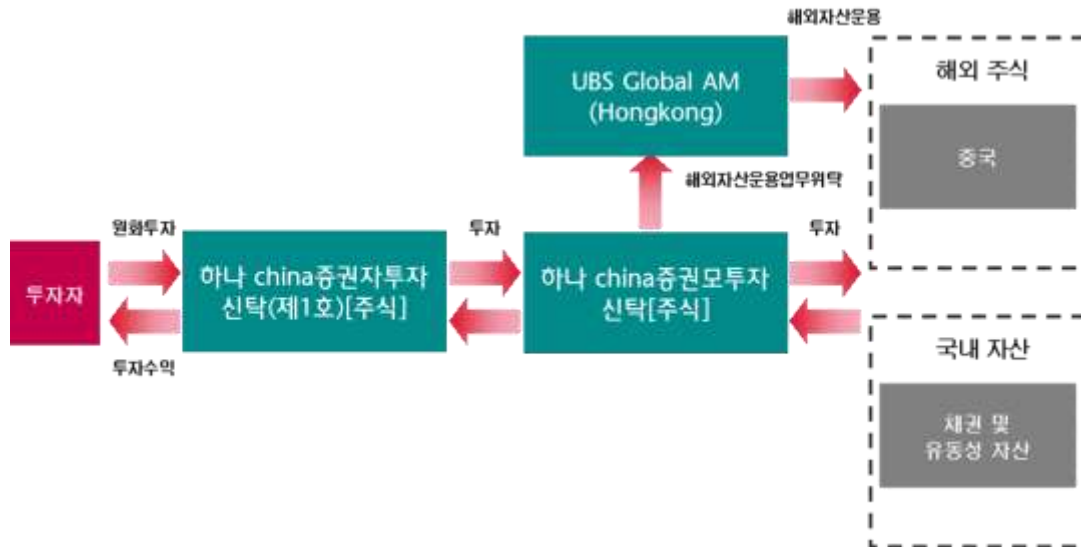 해외자산운용
UBS Global AM
(Hongkong)
해외 주식
중국
해외자산운용업무위탁
원화투자
투자
투자
투자자
하나 china증권자투자
신탁(제1호)[주식]
하나 china증권모투자
신탁[주식]
투자수익
국내 자산
채권 및
유동성 자산